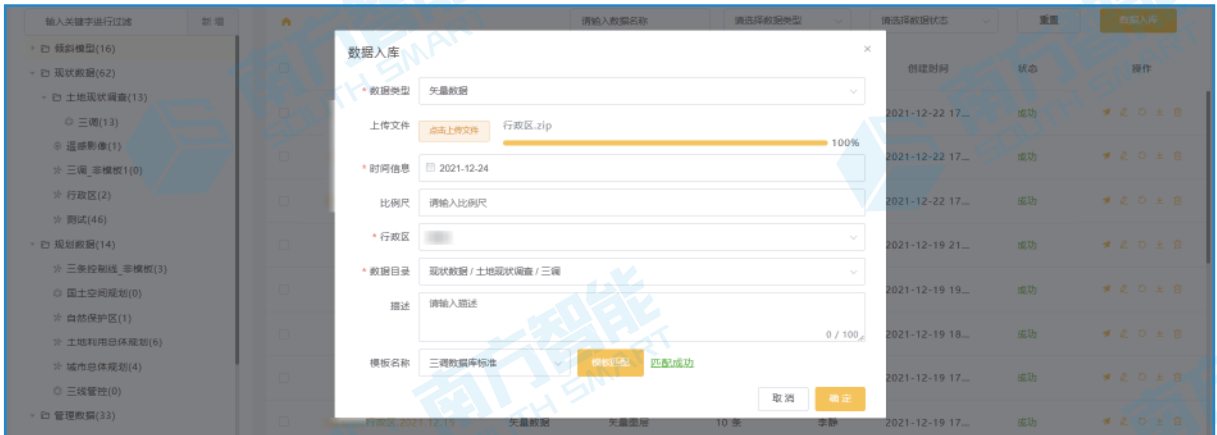 输入关键字进行过滤 新增 请输入数据名称 请选择数据类型 请选择数据状态 重置 数据入库
倾斜模型(16)
现状数据(62)
土地现状调查(13)
三调(13)
遥感影像(1)
三调_非模板1(0)
行政区(2)
测试(46)
规划数据(14)
三条控制线_非模板(3)
国土空间规划(0)
自然保护区(1)
土地利用总体规划(6)
城市总体规划(4)
三线管控(0)
管理数据(33)
数据入库 ×
* 数据类型 矢量数据
上传文件 点击上传文件 行政区.zip
100%
* 时间信息 2021-12-24
比例尺 请输入比例尺
* 行政区
* 数据目录 现状数据 / 土地现状调查 / 三调
描述 请输入描述
0 / 100
模板名称 三调数据库标准 模板匹配 匹配成功
取消 确定
创建时间 状态 操作
2021-12-22 17... 成功
2021-12-22 17... 成功
2021-12-22 17... 成功
2021-12-19 21... 成功
2021-12-19 19... 成功
2021-12-19 18... 成功
2021-12-19 17... 成功
行政区 2021.12.15 矢量数据 矢量图层 10 条 李静 2021-12-19 17... 成功
南方智能
SOUTH SMART